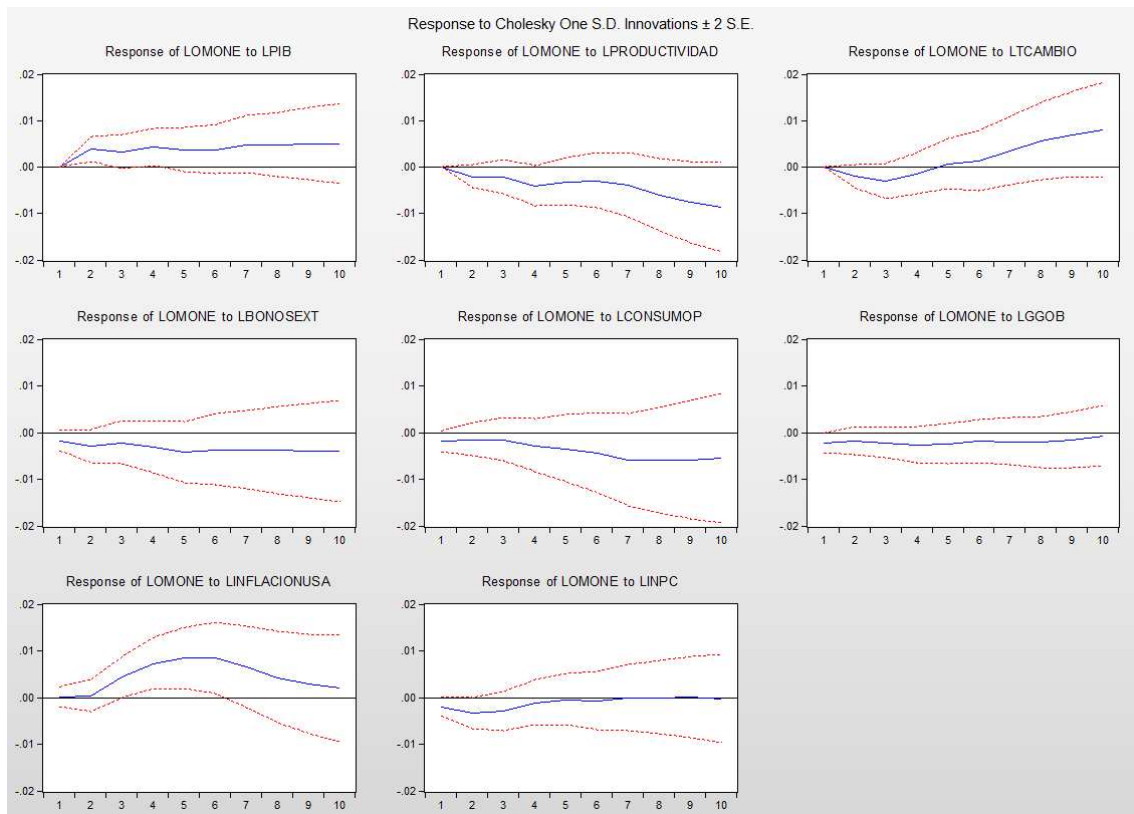 Response to Cholesky One S.D. Innovations ± 2 S.E.
Response of LOMONE to LPIB
.02
.01
.00
-.01
-.02
1 2 3 4 5 6 7 8 9 10
Response of LOMONE to LPRODUCTIVIDAD
.02
.01
.00
-.01
-.02
1 2 3 4 5 6 7 8 9 10
Response of LOMONE to LTCAMBIO
.02
.01
.00
-.01
-.02
1 2 3 4 5 6 7 8 9 10
Response of LOMONE to LBONOSEXT
.02
.01
.00
-.01
-.02
1 2 3 4 5 6 7 8 9 10
Response of LOMONE to LCONSUMOP
.02
.01
.00
-.01
-.02
1 2 3 4 5 6 7 8 9 10
Response of LOMONE to LGGOB
.02
.01
.00
-.01
-.02
1 2 3 4 5 6 7 8 9 10
Response of LOMONE to LINFLACIONUSA
.02
.01
.00
-.01
-.02
1 2 3 4 5 6 7 8 9 10
Response of LOMONE to LINPC
.02
.01
.00
-.01
-.02
1 2 3 4 5 6 7 8 9 10